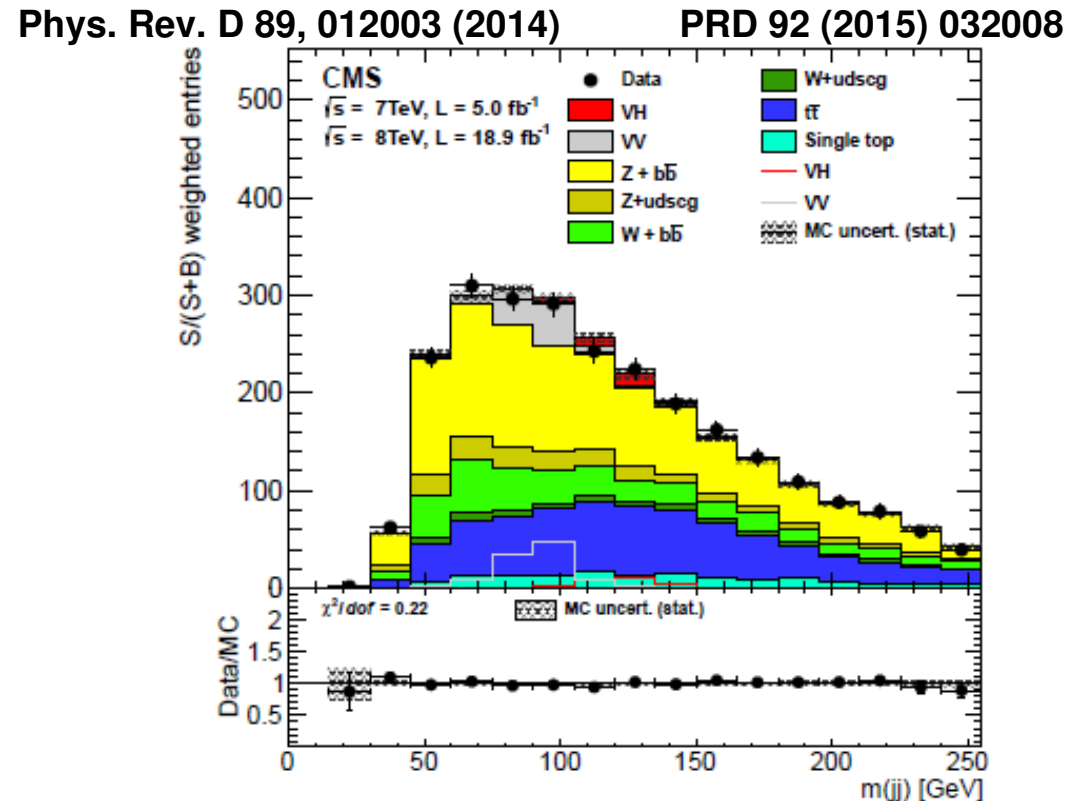 Phys. Rev. D 89, 012003 (2014) PRD 92 (2015) 032008
S/(S+B) weighted entries
CMS
√s = 7TeV, L = 5.0 fb⁻¹
√s = 8TeV, L = 18.9 fb⁻¹
Data
VH
VV
Z + bb̅
Z+udscg
W + bb̅
W+udscg
tt̅
Single top
VH
VV
MC uncert. (stat.)
500
400
300
200
100
0
χ²/dof = 0.22 MC uncert. (stat.)
Data/MC
2
1.5
1
0.5
0 50 100 150 200 250
m(jj) [GeV]